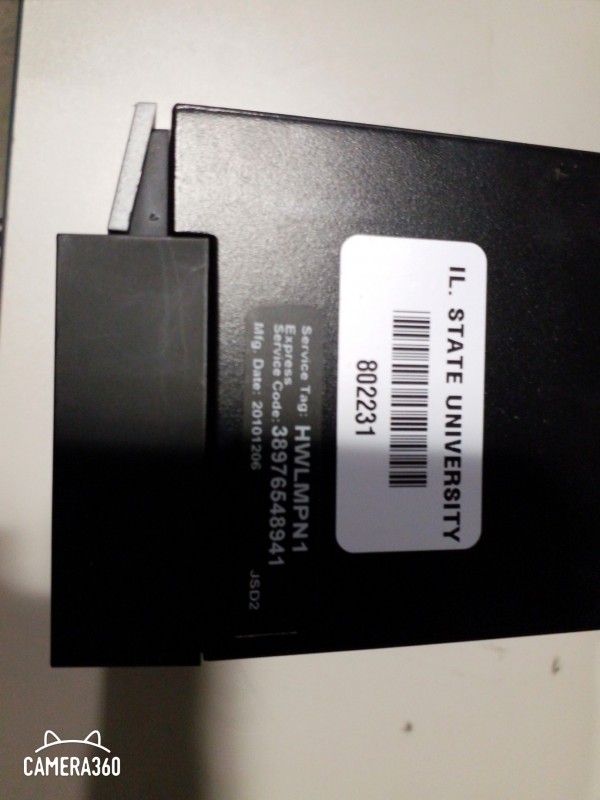 IL. STATE UNIVERSITY
802231
Service Tag: HWLMPN1
Express
Service Code: 38976548941
Mfg. Date: 20101206 JSD2
CAMERA360